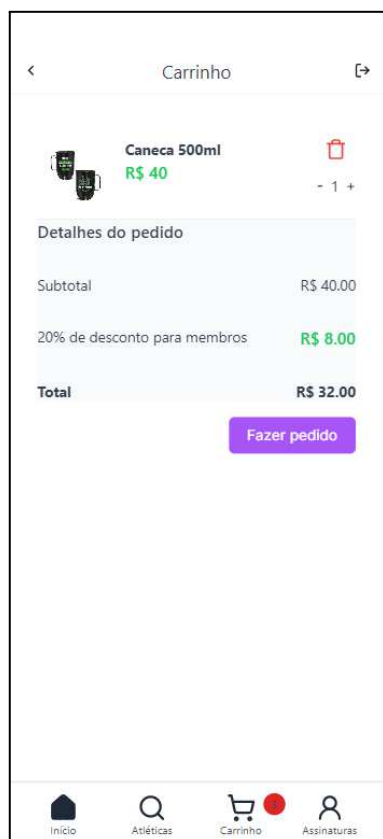 Carrinho
Caneca 500ml
R$ 40
- 1 +
Detalhes do pedido
Subtotal R$ 40.00
20% de desconto para membros R$ 8.00
Total R$ 32.00
Fazer pedido
Início Atléticas Carrinho Assinaturas